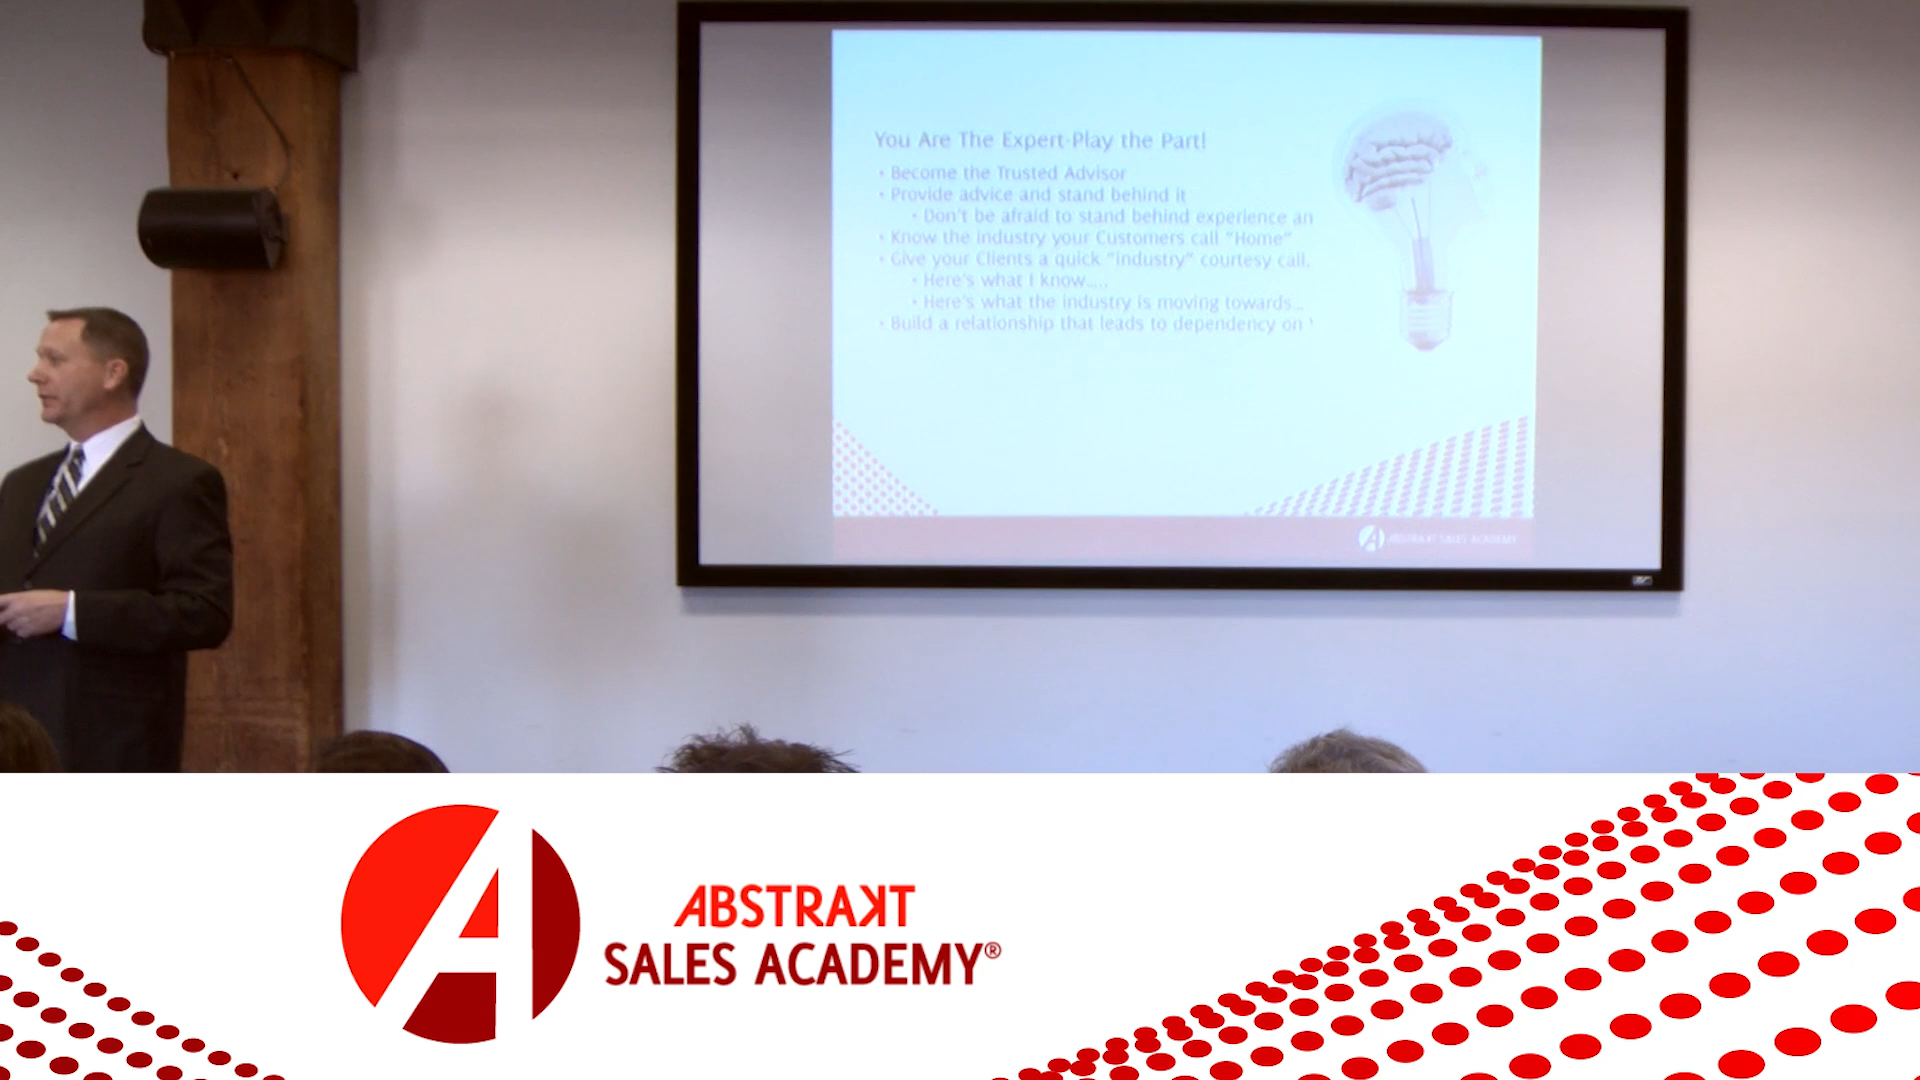 You Are The Expert-Play the Part!
• Become the Trusted Advisor
• Provide advice and stand behind it
• Don't be afraid to stand behind experience an
• Know the industry your Customers call "Home"
• Give your Clients a quick "industry" courtesy call.
• Here's what I know.....
• Here's what the industry is moving towards...
• Build a relationship that leads to dependency on
ABSTRAKT SALES ACADEMY
ABSTRAKT
SALES ACADEMY®